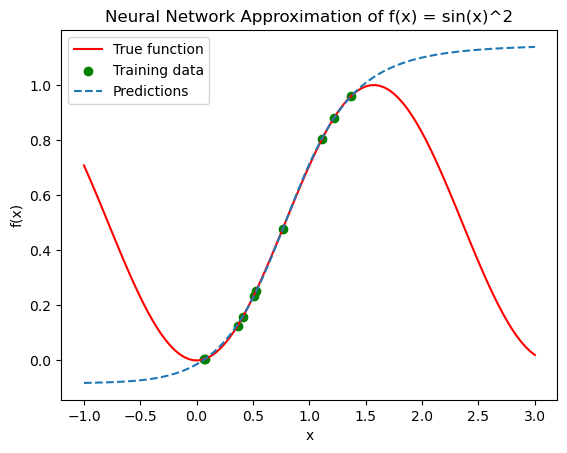 Neural Network Approximation of f(x) = sin(x)^2
True function
Training data
Predictions
f(x)
1.0
0.8
0.6
0.4
0.2
0.0
-1.0 -0.5 0.0 0.5 1.0 1.5 2.0 2.5 3.0
x